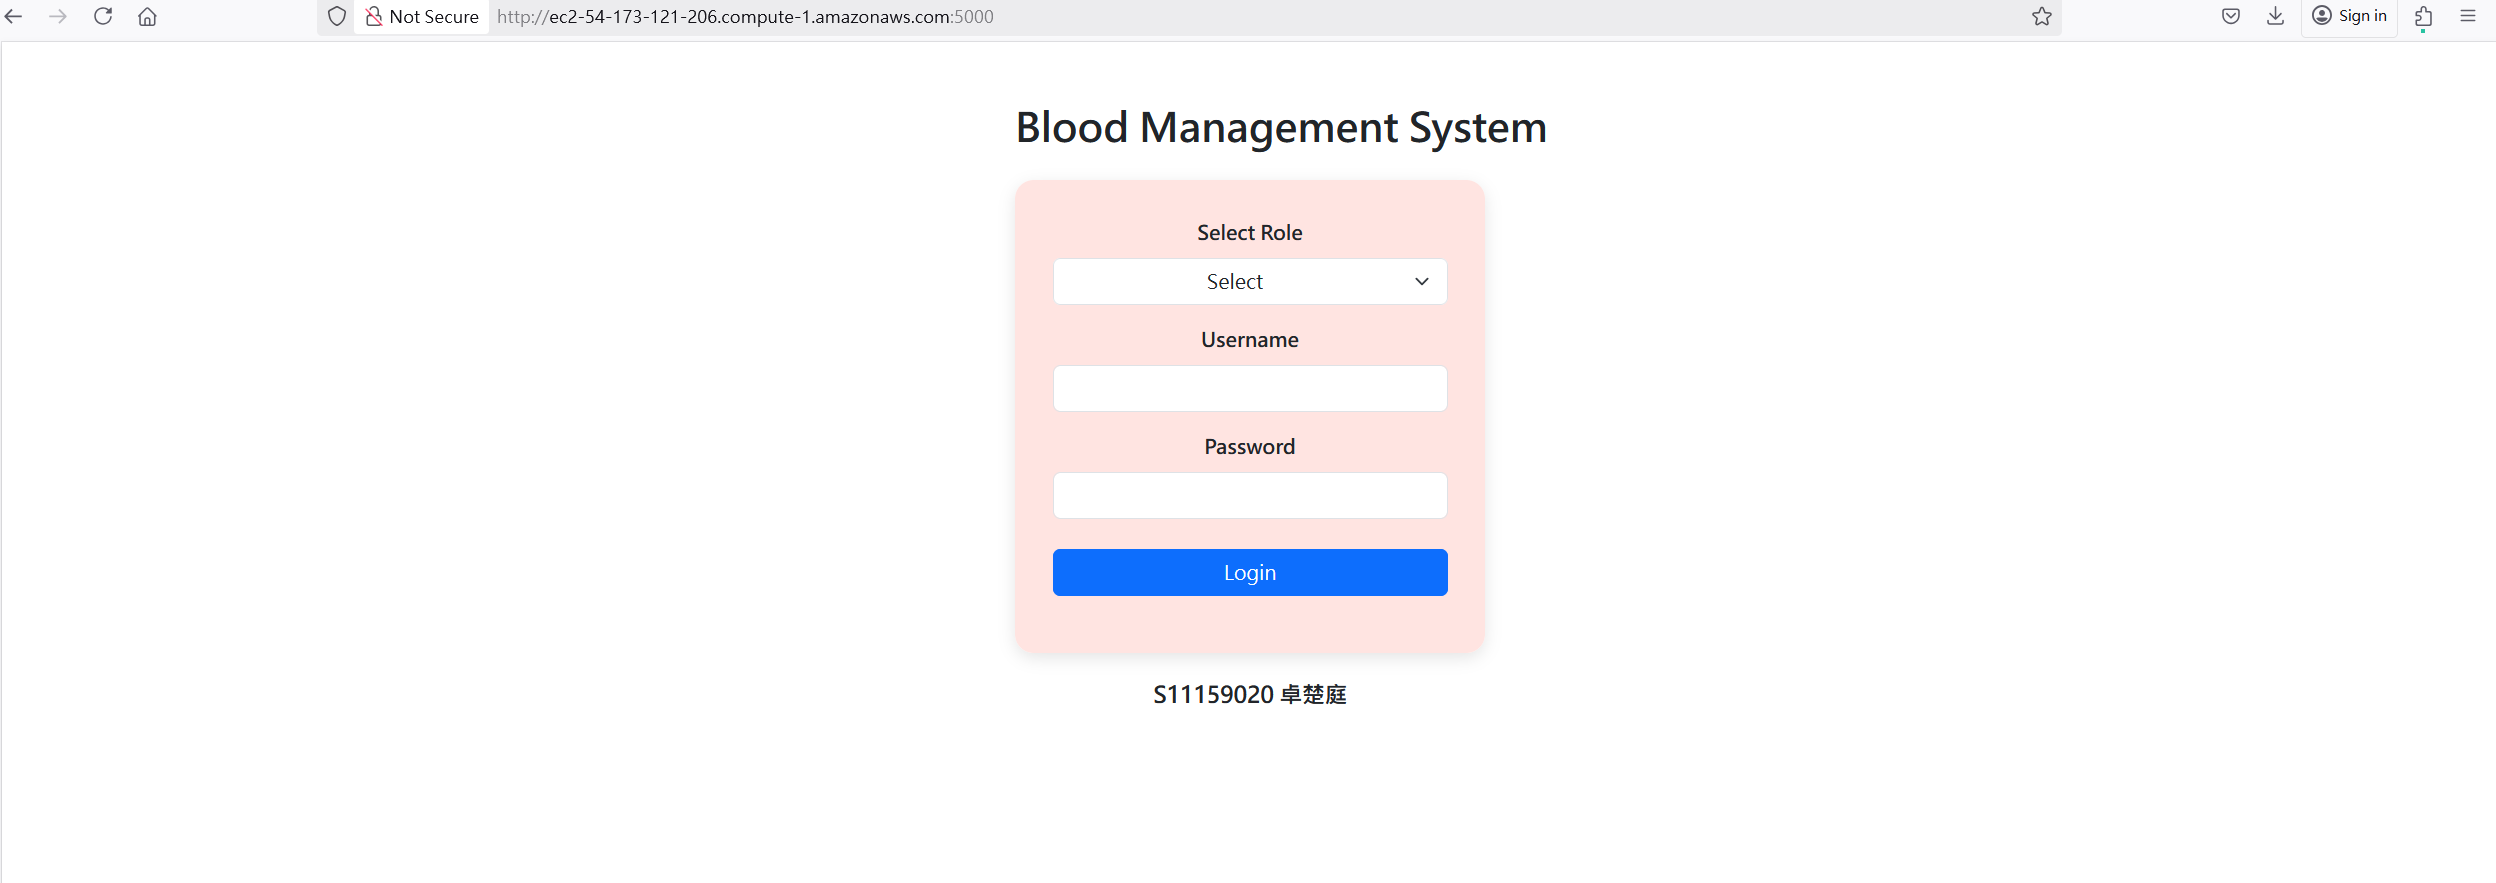 Not Secure http://ec2-54-173-121-206.compute-1.amazonaws.com:5000 Sign in
Blood Management System
Select Role
Select
Username
Password
Login
S11159020 卓楚庭